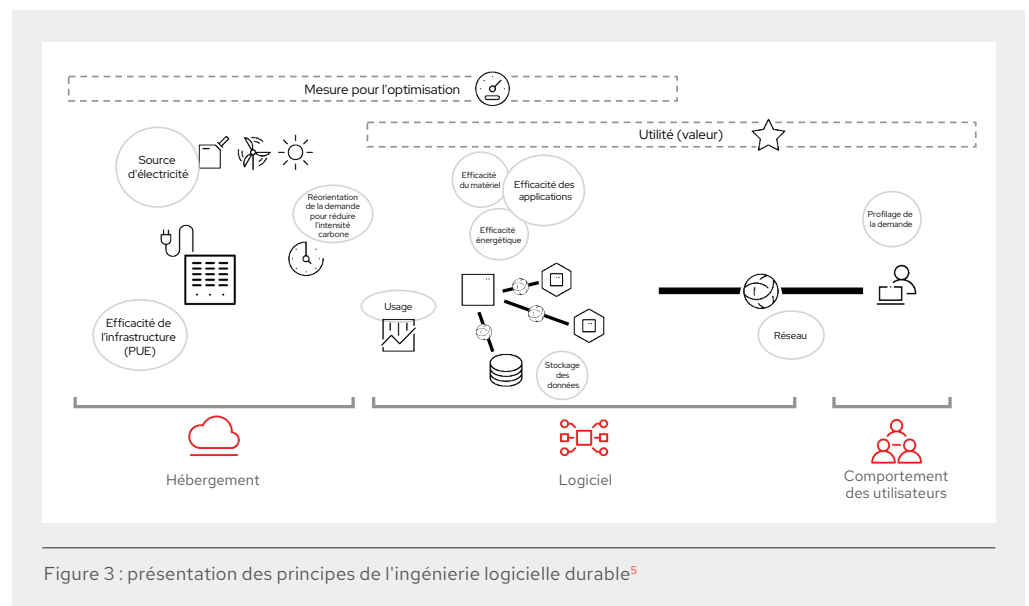 Mesure pour l'optimisation
Utilité (valeur)
Source
d'électricité
Efficacité
du matériel
Efficacité des
applications
Réorientation
de la demande
pour réduire
l'intensité
carbone
Efficacité
énergétique
Profilage de
la demande
Usage
Efficacité de
l'infrastructure
(PUE)
Réseau
Stockage
des
données
Hébergement
Logiciel
Comportement
des utilisateurs
Figure 3 : présentation des principes de l'ingénierie logicielle durable5